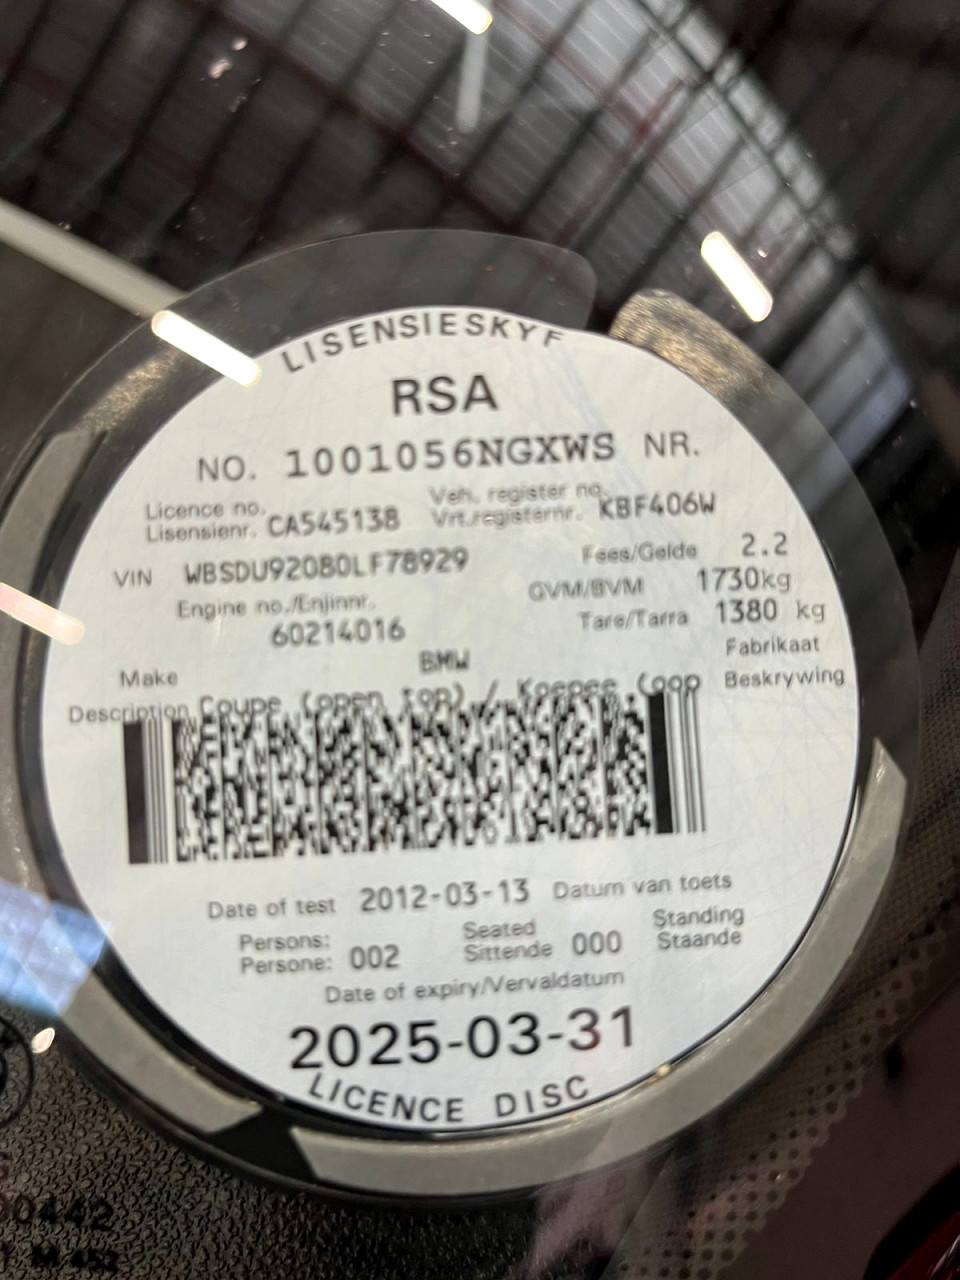 LISENSIESKYF
RSA
NO. 1001056NGXWS NR.
Licence no. Veh. register no.
Lisensienr. CA545138 Vrt.registernr. KBF406W
VIN WBSDU92080LF78929 Fees/Gelde 2.2
Engine no./Enjinnr. GVM/BVM 1730kg
60214016 Tare/Tarra 1380 kg
Make BMW Fabrikaat
Description Coupe (open top) / Koepee (oop Beskrywing
Date of test 2012-03-13 Datum van toets
Persons: Seated Standing
Persone: 002 Sittende 000 Staande
Date of expiry/Vervaldatum
2025-03-31
LICENCE DISC
0442